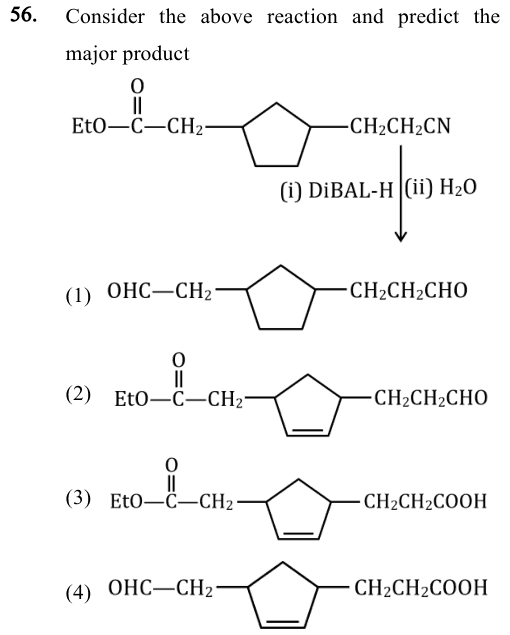 56. Consider the above reaction and predict the
major product
O
EtO—C—CH₂ —CH₂CH₂CN
(i) DiBAL-H (ii) H₂O
(1) OHC—CH₂ —CH₂CH₂CHO
O
(2) EtO—C—CH₂ —CH₂CH₂CHO
O
(3) EtO—C—CH₂ —CH₂CH₂COOH
(4) OHC—CH₂ —CH₂CH₂COOH